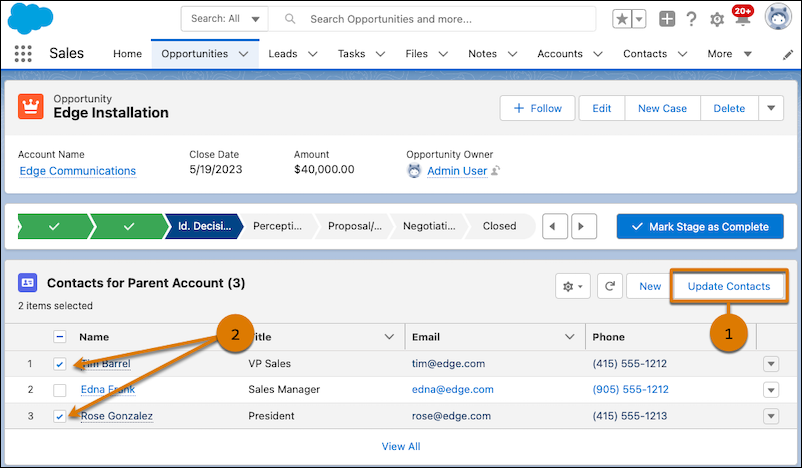 Search: All
Search Opportunities and more...
20+
Sales Home Opportunities Leads Tasks Files Notes Accounts Contacts More
Opportunity
Edge Installation
Follow Edit New Case Delete
Account Name Close Date Amount Opportunity Owner
Edge Communications 5/19/2023 $40,000.00 Admin User
Id. Decisi... Percepti... Proposal/... Negotiati... Closed Mark Stage as Complete
Contacts for Parent Account (3)
New Update Contacts
2 items selected
1
2
Name Title Email Phone
1 Tim Barrel VP Sales tim@edge.com (415) 555-1212
2 Edna Frank Sales Manager edna@edge.com (905) 555-1212
3 Rose Gonzalez President rose@edge.com (415) 555-1213
View All